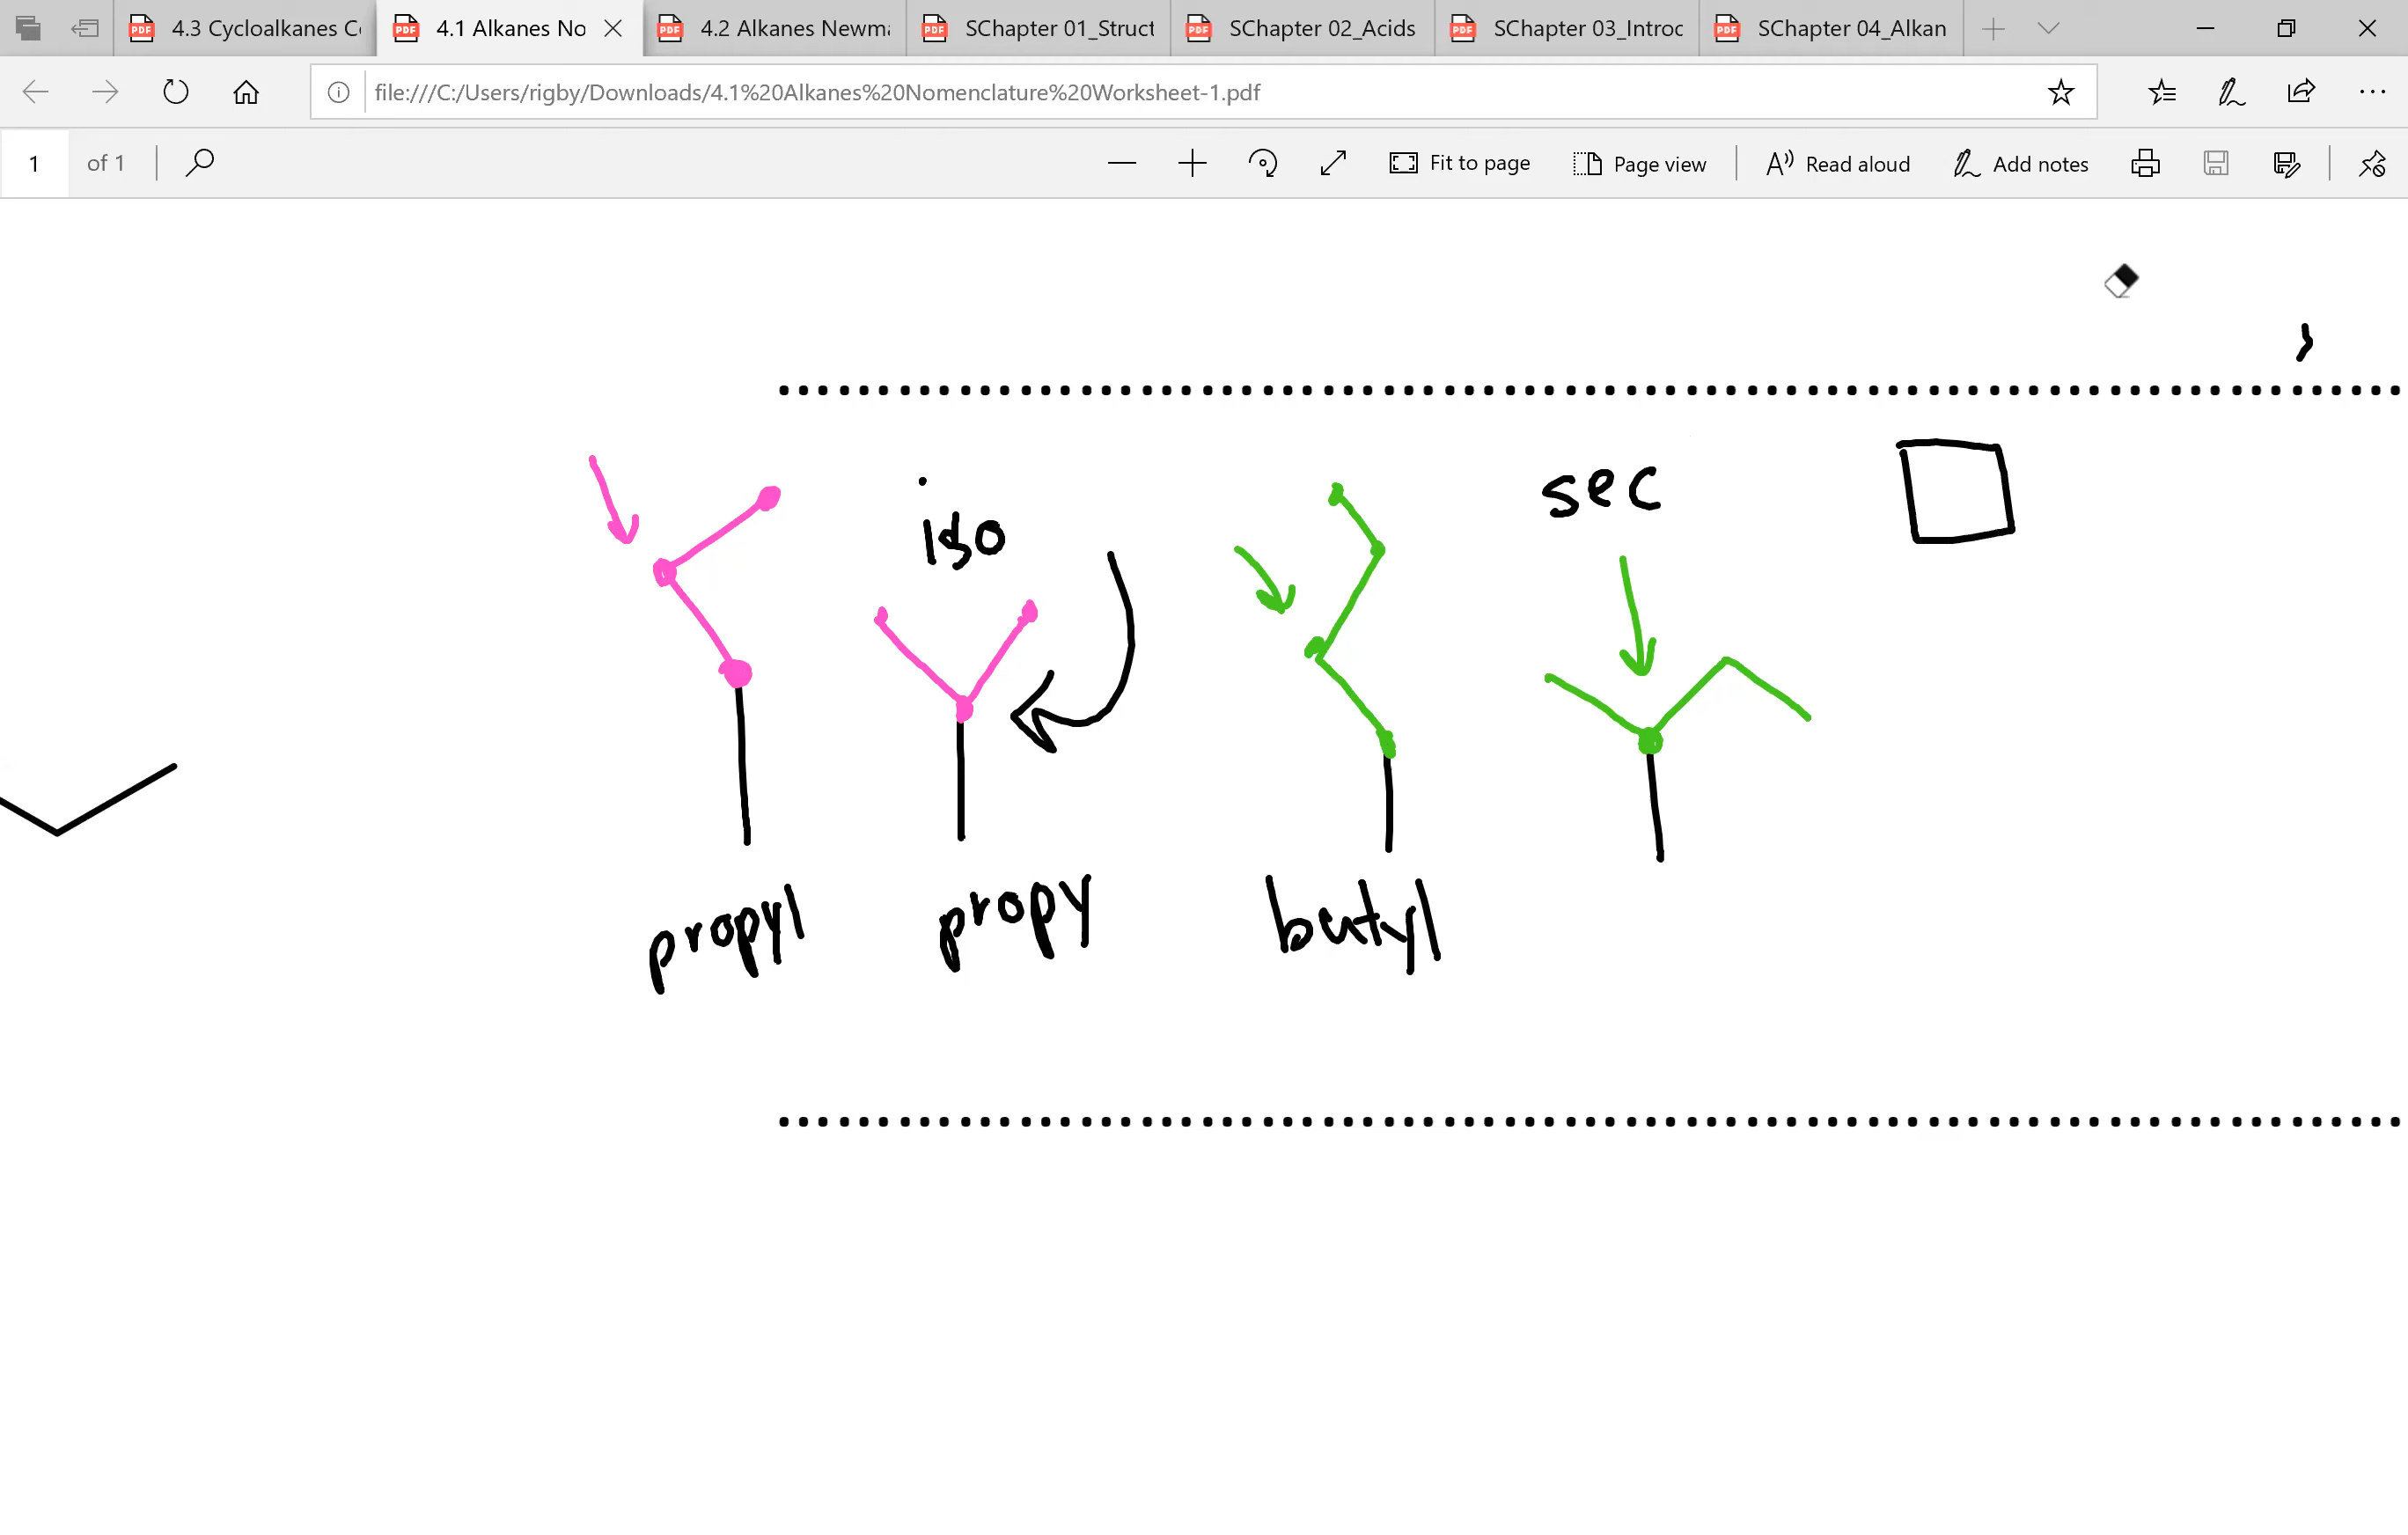 4.3 Cycloalkanes C
4.1 Alkanes No
4.2 Alkanes Newm
SChapter 01_Struct
SChapter 02_Acids
SChapter 03_Introc
SChapter 04_Alkan
file:///C:/Users/rigby/Downloads/4.1%20Alkanes%20Nomenclature%20Worksheet-1.pdf
1 of 1
Fit to page
Page view
Read aloud
Add notes
iso
sec
propyl
propy
butyl